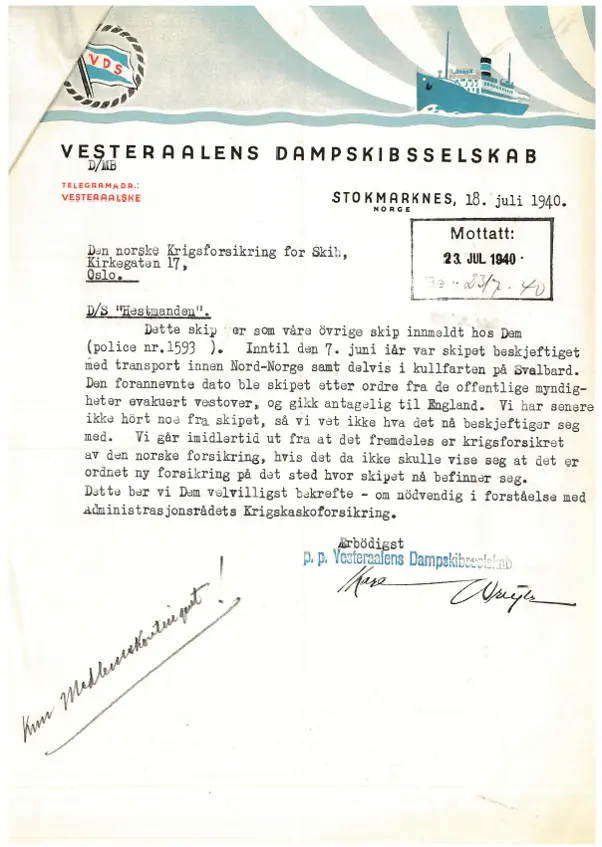 VDS
VESTERAALENS DAMPSKIBSSELSKAB
D/MB
TELEGRAMADR.:
VESTERAALSKE
STOKMARKNES, 18. juli 1940.
NORGE
Mottatt:
23 JUL 1940
23/7 - 40
Den norske Krigsforsikring for Skib,
Kirkegaten 17,
Oslo.
D/S "Hestmanden".
Dette skip er som våre övrige skip innmeldt hos Dem
(police nr.1593 ). Inntil den 7. juni iår var skipet beskjeftiget
med transport innen Nord-Norge samt delvis i kullfarten på Svalbard.
Den forannevnte dato ble skipet etter ordre fra de offentlige myndig-
heter evakuert vestover, og gikk antagelig til England. Vi har senere
ikke hört noe fra skipet, så vi vet ikke hva det nå beskjeftiger seg
med. Vi går imidlertid ut fra at det fremdeles er krigsforsikret
av den norske forsikring, hvis det da ikke skulle vise seg at det er
ordnet ny forsikring på det sted hvor skipet nå befinner seg.
Dette ber vi Dem velvilligst bekrefte - om nödvendig i forståelse med
Administrasjonsrådets Krigskaskoforsikring.
Ærbödigst
p. p. Vesteraalens Dampskibsselskab
Kun Medlemskontingent!